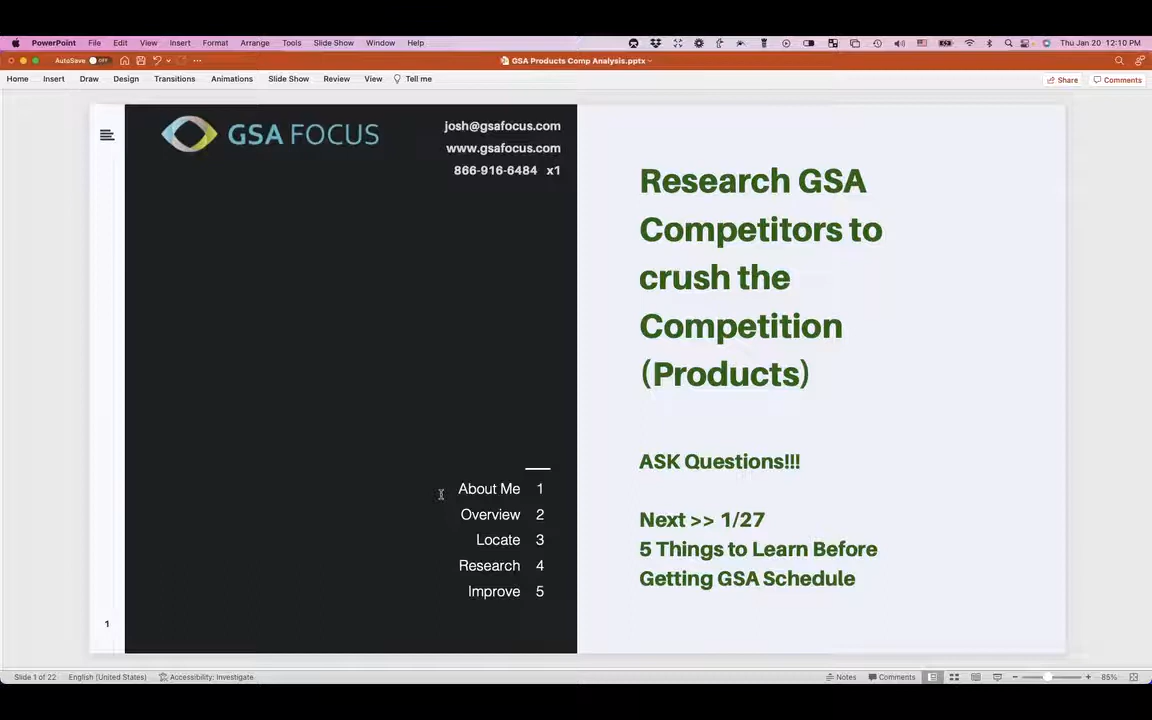 PowerPoint File Edit View Insert Format Arrange Tools Slide Show Window Help Thu Jan 20 12:10 PM
AutoSave OFF GSA Products Comp Analysis.pptx
Home Insert Draw Design Transitions Animations Slide Show Review View Tell me Share Comments
GSA FOCUS
josh@gsafocus.com
www.gsafocus.com
866-916-6484 x1
About Me 1
Overview 2
Locate 3
Research 4
Improve 5
1
Research GSA
Competitors to
crush the
Competition
(Products)
ASK Questions!!!
Next >> 1/27
5 Things to Learn Before
Getting GSA Schedule
Slide 1 of 22 English (United States) Accessibility: Investigate Notes Comments 85%